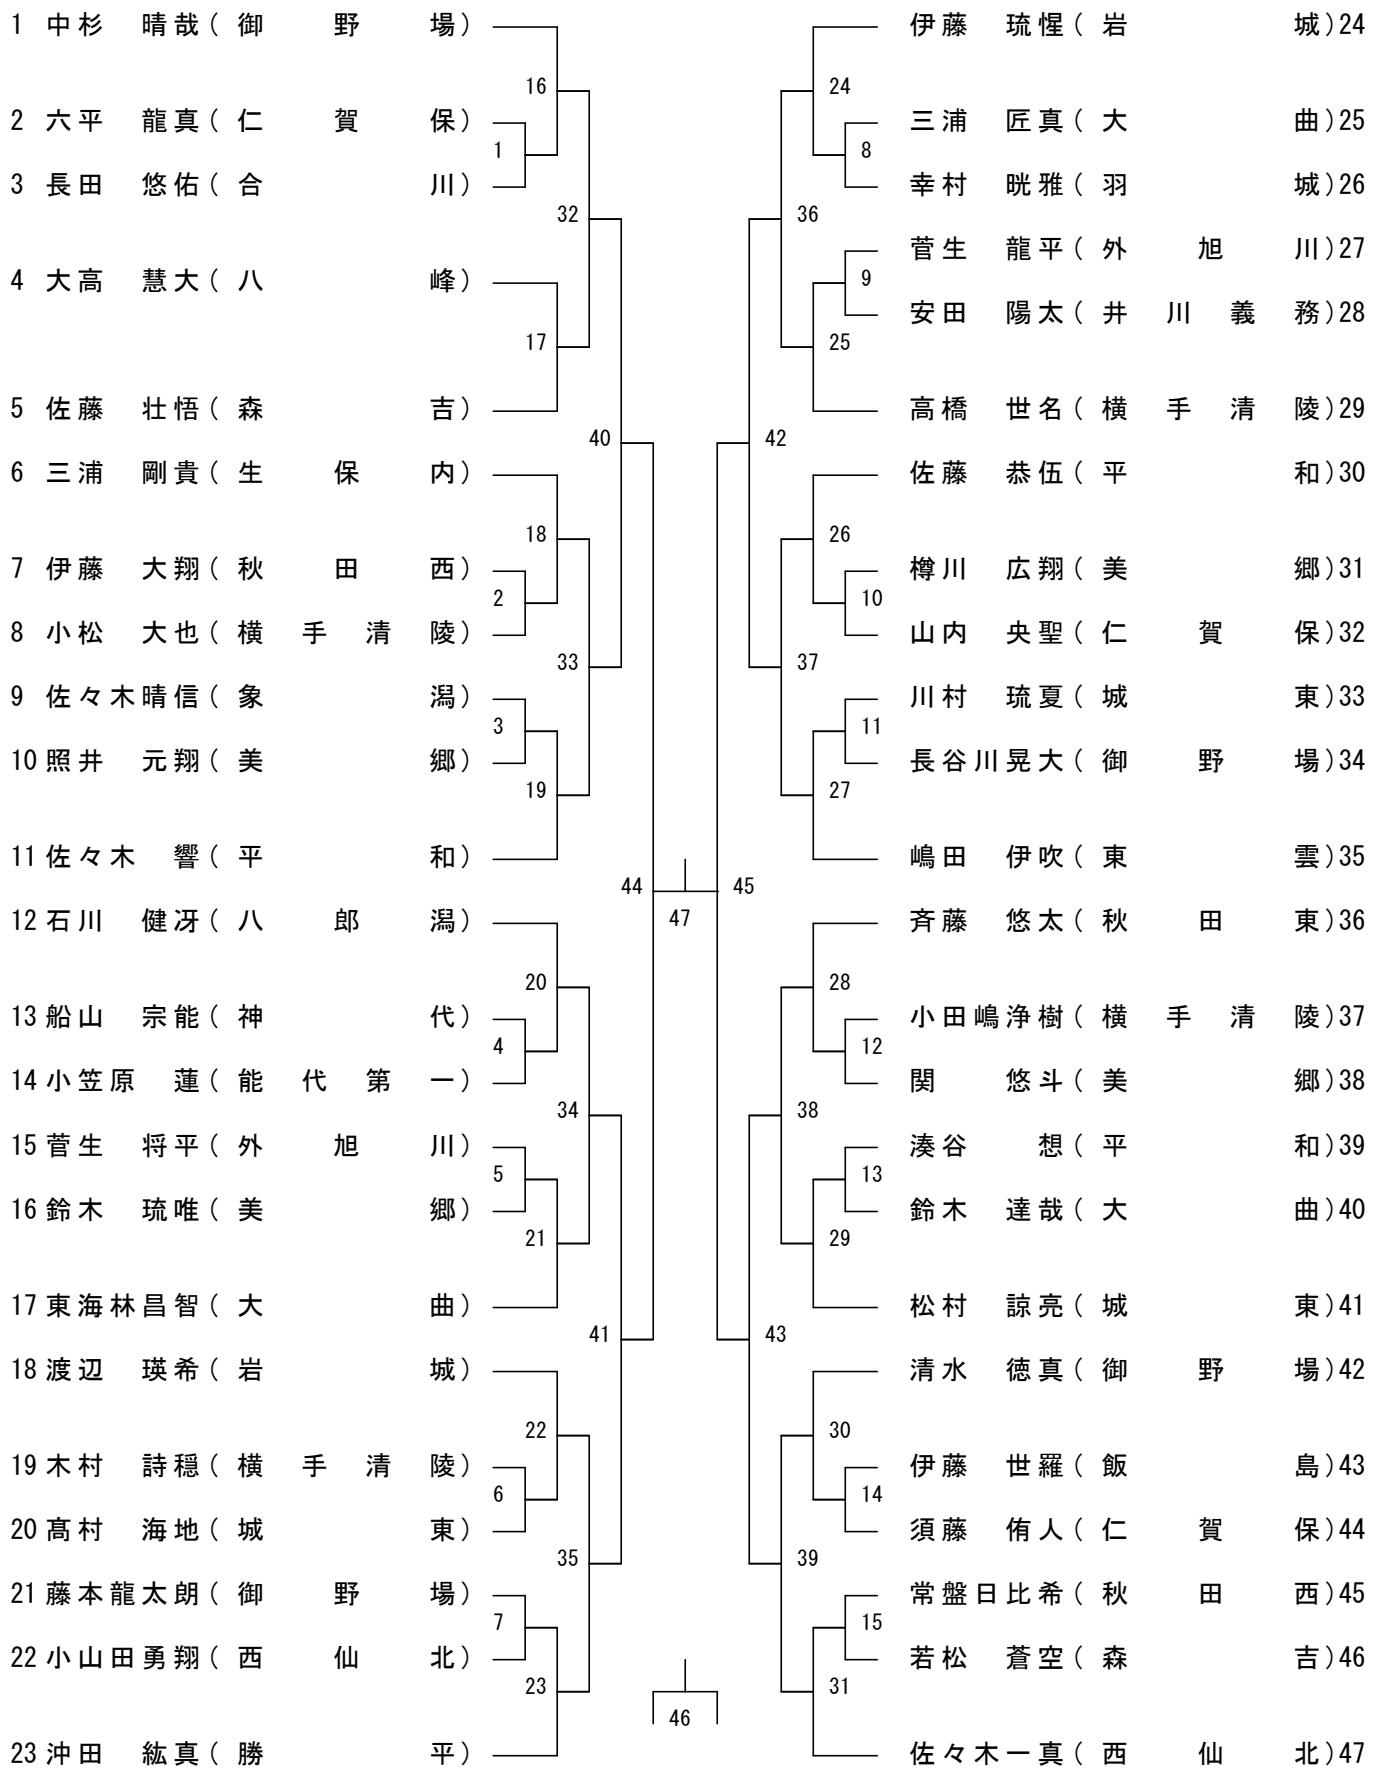 1 中杉 晴哉（御野場）
16
2 六平 龍真（仁賀保）
1
3 長田 悠佑（合川）
32
4 大高 慧大（八峰）
17
5 佐藤 壮悟（森吉）
40
6 三浦 剛貴（生保内）
18
7 伊藤 大翔（秋田西）
2
8 小松 大也（横手清陵）
33
9 佐々木晴信（象潟）
3
10 照井 元翔（美郷）
19
11 佐々木 響（平和）
44
12 石川 健冴（八郎潟）
20
13 船山 宗能（神代）
4
14 小笠原 蓮（能代第一）
34
15 菅生 将平（外旭川）
5
16 鈴木 琉唯（美郷）
21
17 東海林昌智（大曲）
41
18 渡辺 瑛希（岩城）
22
19 木村 詩穏（横手清陵）
6
20 髙村 海地（城東）
35
21 藤本龍太朗（御野場）
7
22 小山田勇翔（西仙北）
23
23 沖田 紘真（勝平）
47
46
伊藤 琉惺（岩城）24
24
三浦 匠真（大曲）25
8
幸村 晄雅（羽城）26
36
菅生 龍平（外旭川）27
9
安田 陽太（井川義務）28
25
高橋 世名（横手清陵）29
42
佐藤 恭伍（平和）30
26
樽川 広翔（美郷）31
10
山内 央聖（仁賀保）32
37
川村 琉夏（城東）33
11
長谷川晃大（御野場）34
27
嶋田 伊吹（東雲）35
45
斉藤 悠太（秋田東）36
28
小田嶋浄樹（横手清陵）37
12
関 悠斗（美郷）38
38
湊谷 想（平和）39
13
鈴木 達哉（大曲）40
29
松村 諒亮（城東）41
43
清水 徳真（御野場）42
30
伊藤 世羅（飯島）43
14
須藤 侑人（仁賀保）44
39
常盤日比希（秋田西）45
15
若松 蒼空（森吉）46
31
佐々木一真（西仙北）47